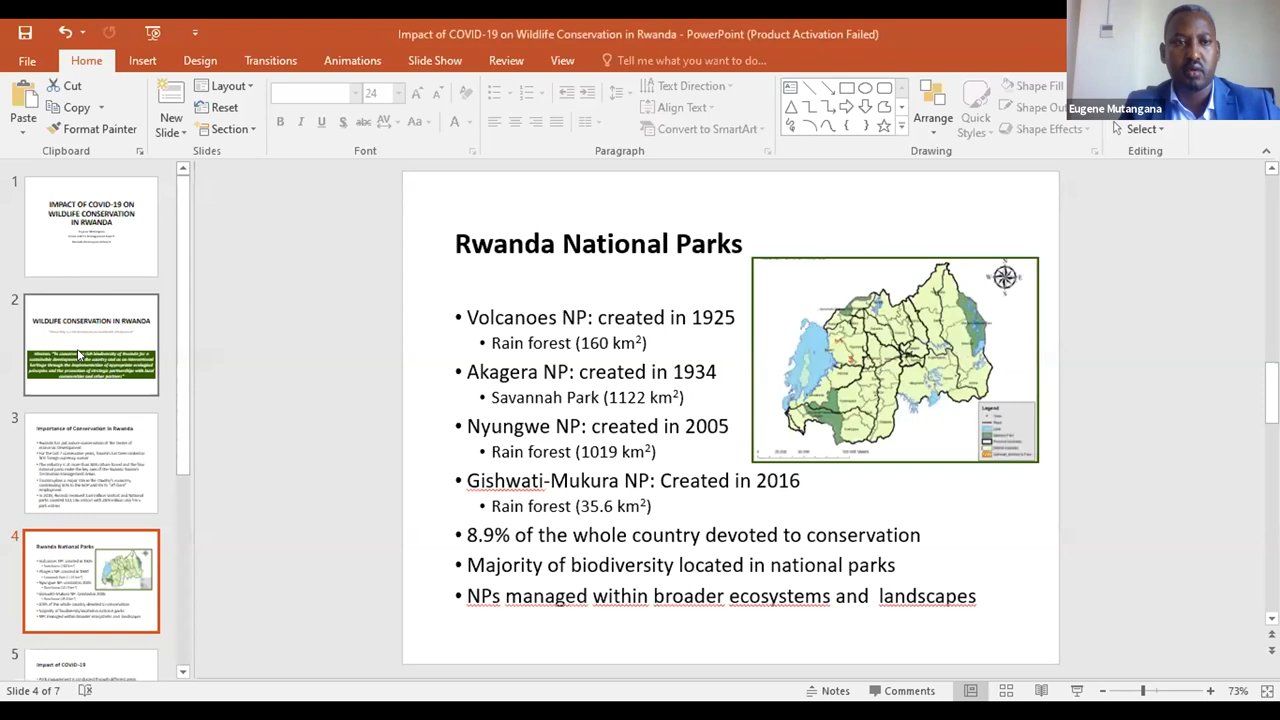 Impact of COVID-19 on Wildlife Conservation in Rwanda - PowerPoint (Product Activation Failed)
File Home Insert Design Transitions Animations Slide Show Review View Tell me what you want to do...
Eugene Mutangana
Paste
Cut
Copy
Format Painter
Clipboard
New Slide
Layout
Reset
Section
Slides
24
Font
Text Direction
Align Text
Convert to SmartArt
Paragraph
Arrange
Quick Styles
Shape Fill
Shape Ou
Shape Effects
Drawing
Select
Editing
1
IMPACT OF COVID-19 ON
WILDLIFE CONSERVATION
IN RWANDA
2
WILDLIFE CONSERVATION IN RWANDA
3
Importance of Conservation in Rwanda
4
Rwanda National Parks
5
Impact of COVID-19
Rwanda National Parks
• Volcanoes NP: created in 1925
• Rain forest (160 km²)
• Akagera NP: created in 1934
• Savannah Park (1122 km²)
• Nyungwe NP: created in 2005
• Rain forest (1019 km²)
• Gishwati-Mukura NP: Created in 2016
• Rain forest (35.6 km²)
• 8.9% of the whole country devoted to conservation
• Majority of biodiversity located in national parks
• NPs managed within broader ecosystems and landscapes
Legend
Slide 4 of 7
Notes
Comments
73%